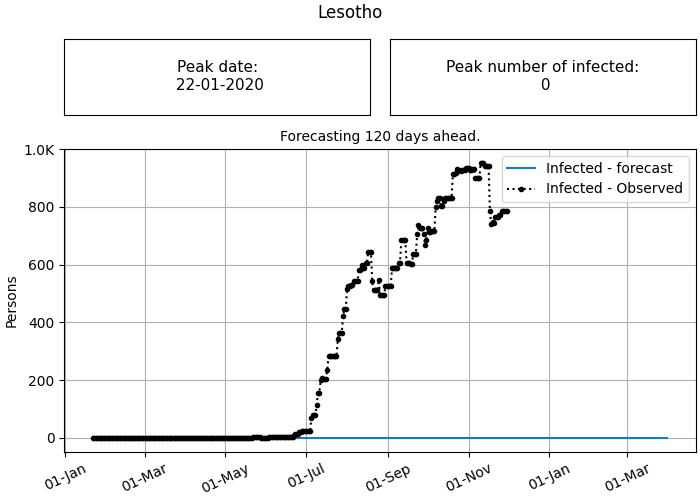 Lesotho
Peak date:
22-01-2020
Peak number of infected:
0
Forecasting 120 days ahead.
1.0K
800
600
400
200
0
Persons
Infected - forecast
Infected - Observed
01-Jan
01-Mar
01-May
01-Jul
01-Sep
01-Nov
01-Jan
01-Mar